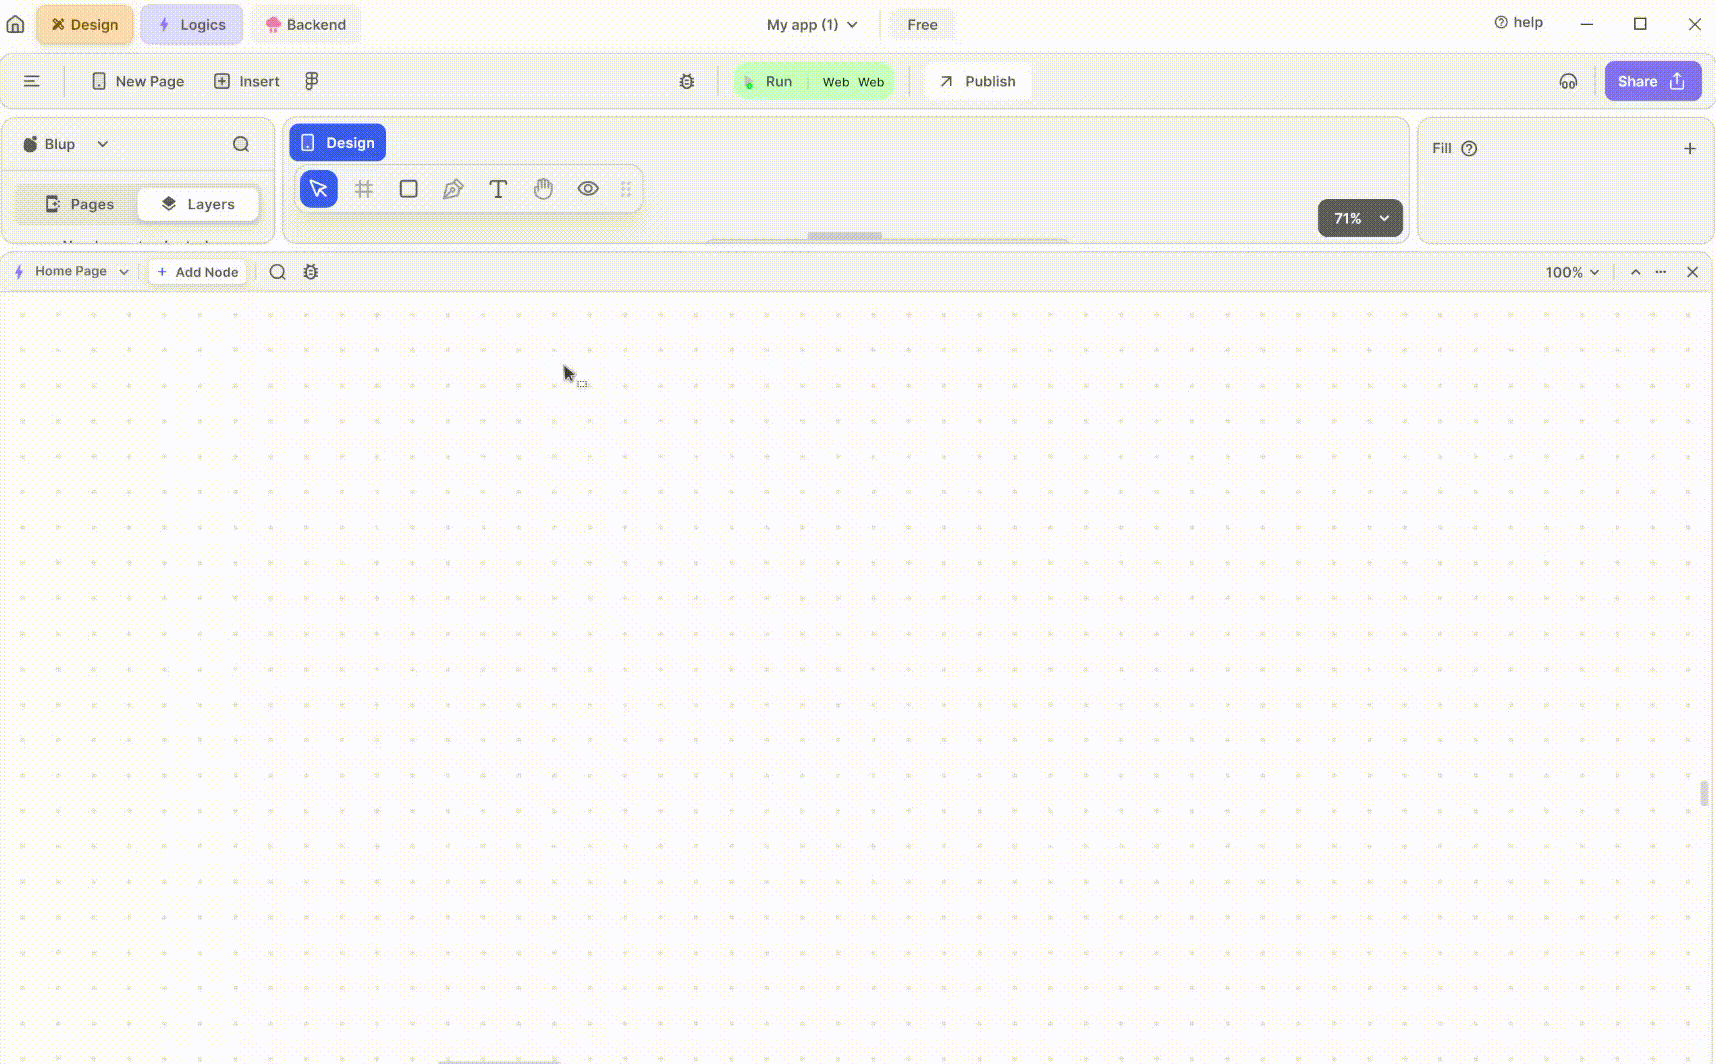 Design Logics Backend My app (1) Free help
New Page Insert Run Web Web Publish Share
Blup Design Fill
Pages Layers 71%
Home Page + Add Node 100%